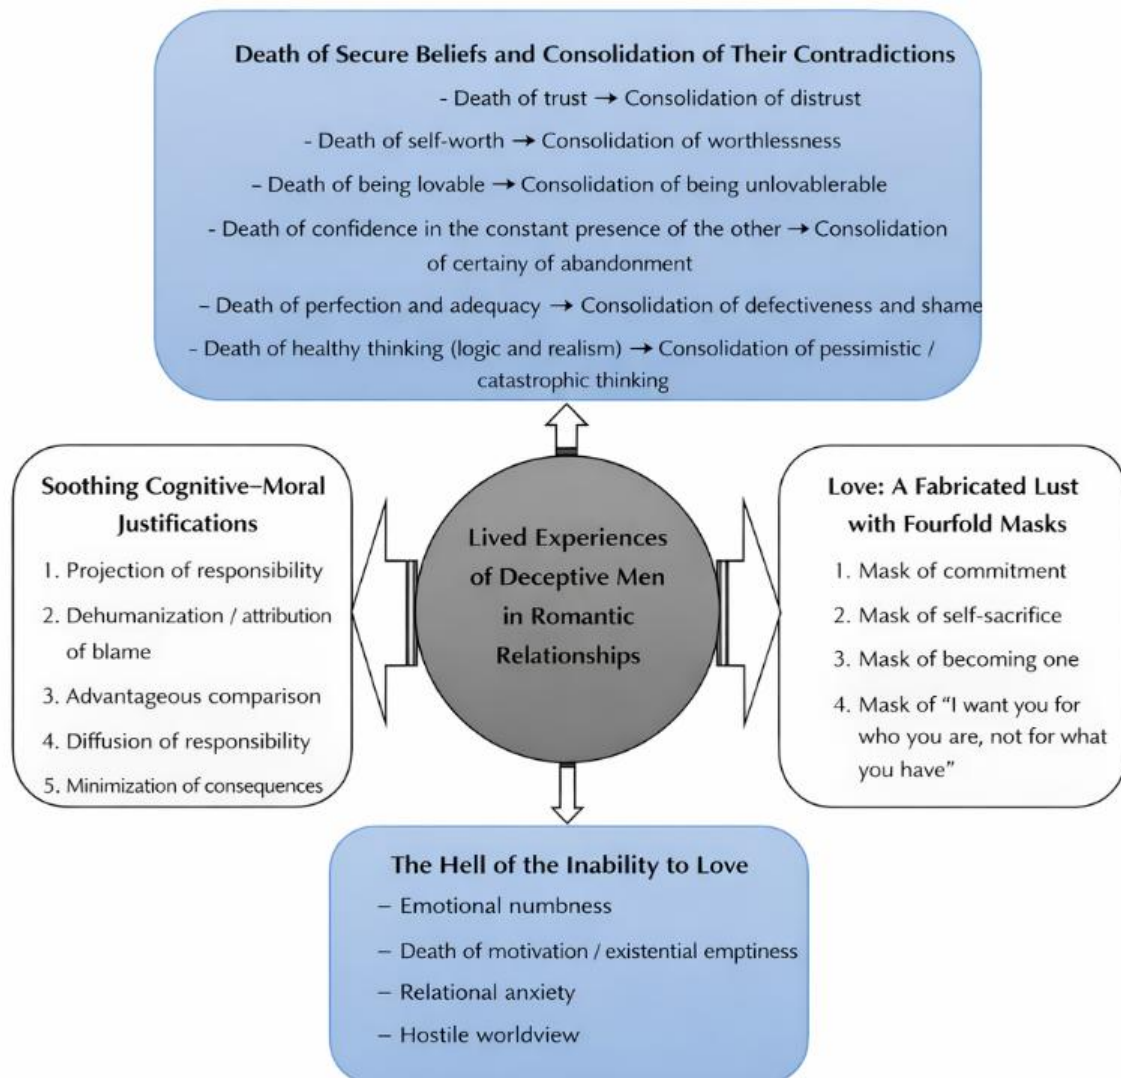 Death of Secure Beliefs and Consolidation of Their Contradictions
- Death of trust → Consolidation of distrust
- Death of self-worth → Consolidation of worthlessness
– Death of being lovable → Consolidation of being unlovablerable
- Death of confidence in the constant presence of the other → Consolidation
of certainy of abandonment
– Death of perfection and adequacy → Consolidation of defectiveness and shame
- Death of healthy thinking (logic and realism) → Consolidation of pessimistic /
catastrophic thinking
Soothing Cognitive–Moral
Justifications
1. Projection of responsibility
2. Dehumanization / attribution
of blame
3. Advantageous comparison
4. Diffusion of responsibility
5. Minimization of consequences
Lived Experiences
of Deceptive Men
in Romantic
Relationships
Love: A Fabricated Lust
with Fourfold Masks
1. Mask of commitment
2. Mask of self-sacrifice
3. Mask of becoming one
4. Mask of “I want you for
who you are, not for what
you have”
The Hell of the Inability to Love
– Emotional numbness
– Death of motivation / existential emptiness
– Relational anxiety
– Hostile worldview